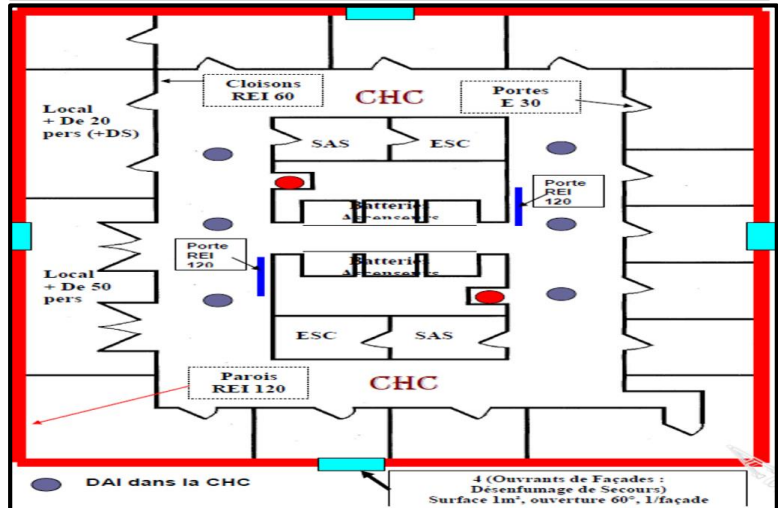 Cloisons
REI 60
CHC
Portes
E 30
Local
+ De 20
pers (+DS)
SAS
ESC
Batteries
Porte
REI
120
Porte
REI
120
Batteries
Local
+ De 50
pers
ESC
SAS
Parois
REI 120
CHC
DAI dans la CHC
4 (Ouvrants de Façades :
Désenfumage de Secours)
Surface 1m², ouverture 60°, 1/façade